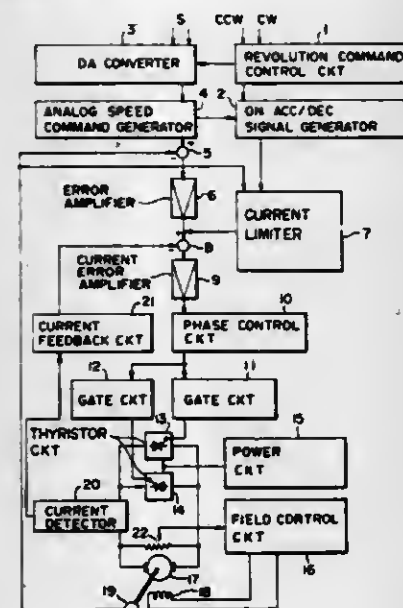 S CCW CW
3 1
DA CONVERTER
REVOLUTION COMMAND
CONTROL CKT
4 2
ANALOG SPEED
COMMAND GENERATOR
ON ACC/DEC
SIGNAL GENERATOR
5
ERROR
AMPLIFIER
6
CURRENT
LIMITER
7
8
CURRENT
ERROR
AMPLIFIER
9
21
CURRENT
FEEDBACK CKT
10
PHASE CONTROL
CKT
12
GATE CKT
11
GATE CKT
THYRISTOR
CKT
13
14
15
POWER
CKT
20
CURRENT
DETECTOR
22
FIELD CONTROL
CKT
16
17
18
19